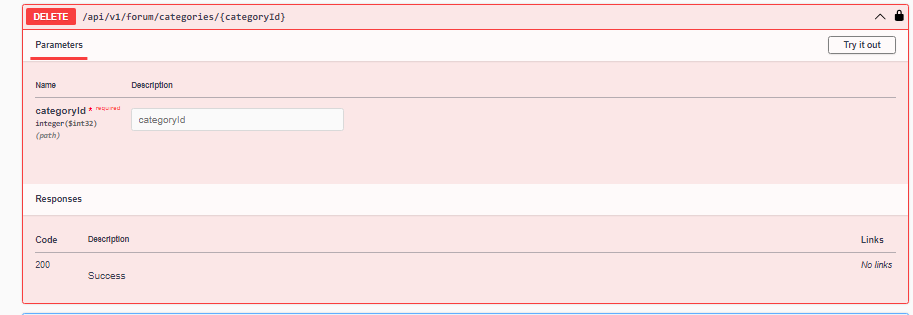 DELETE /api/v1/forum/categories/{categoryId}
Parameters Try it out
Name Description
categoryId * required categoryId
integer($int32)
(path)
Responses
Code Description Links
200 No links
Success